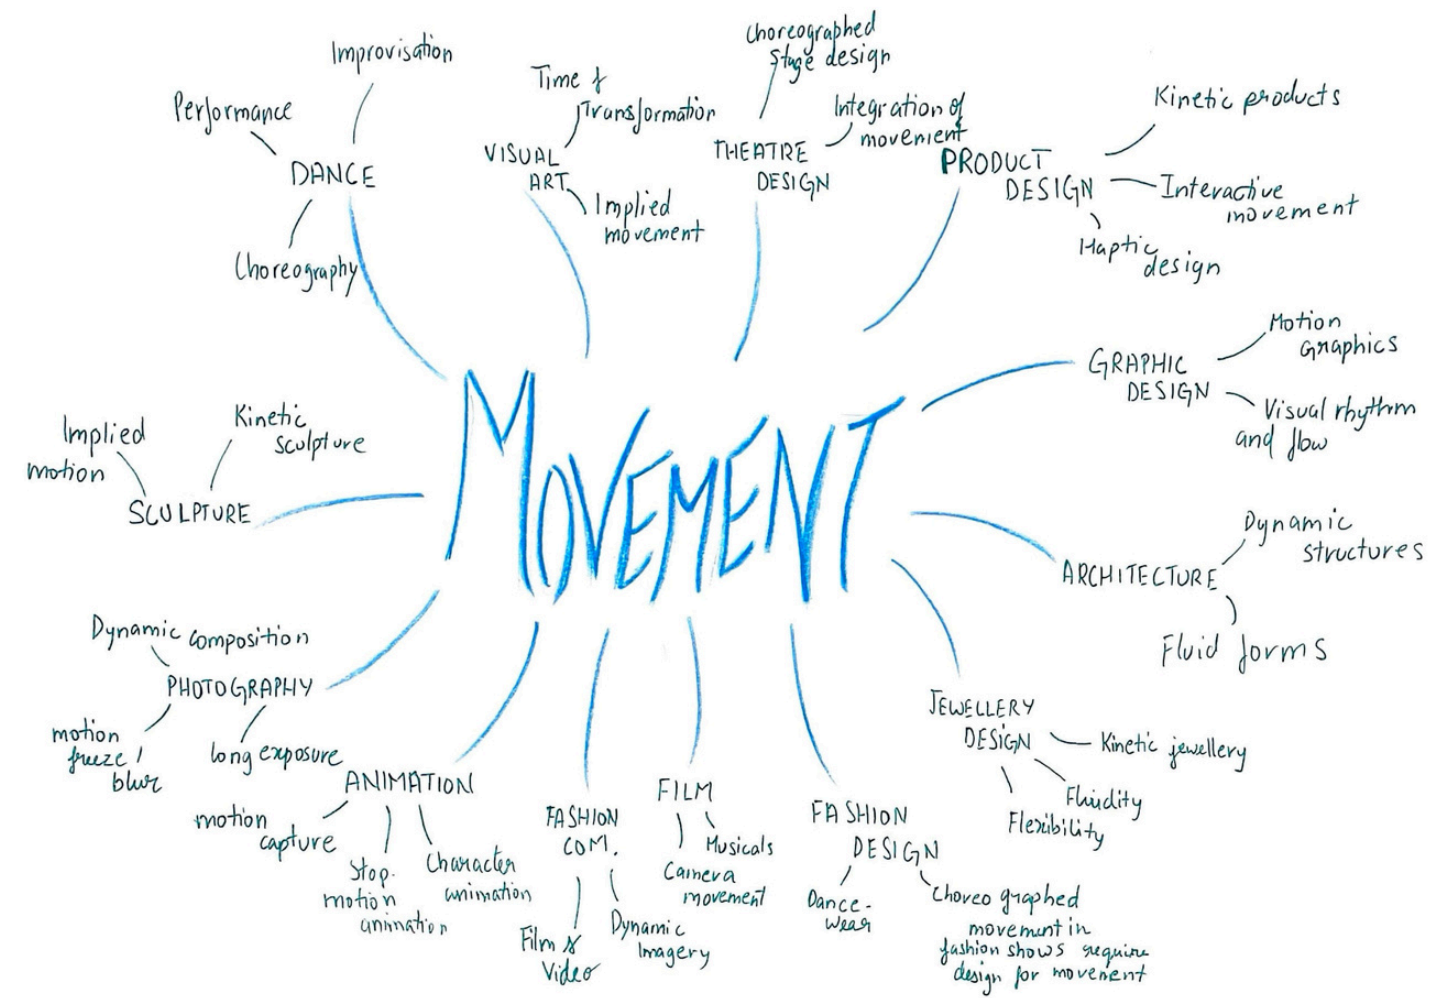 MOVEMENT
DANCE
Improvisation
Performance
Choreography
VISUAL
ART
Time &
Transformation
Implied
movement
THEATRE
DESIGN
Choreographed
Stage design
Integration of
movement
PRODUCT
DESIGN
Kinetic products
Interactive
movement
Haptic
design
GRAPHIC
DESIGN
Motion
Graphics
Visual rhythm
and flow
ARCHITECTURE
Dynamic
structures
Fluid forms
JEWELLERY
DESIGN
Kinetic jewellery
Fluidity
Flexibility
FASHION
DESIGN
Dance-
wear
Choreographed
movement in
fashion shows require
design for movement
FILM
Musicals
Camera
movement
FASHION
COM.
Film &
Video
Dynamic
Imagery
ANIMATION
motion
capture
Stop-
motion
animation
Character
animation
PHOTOGRAPHY
Dynamic composition
motion
freeze /
blur
long exposure
SCULPTURE
Implied
motion
Kinetic
sculpture